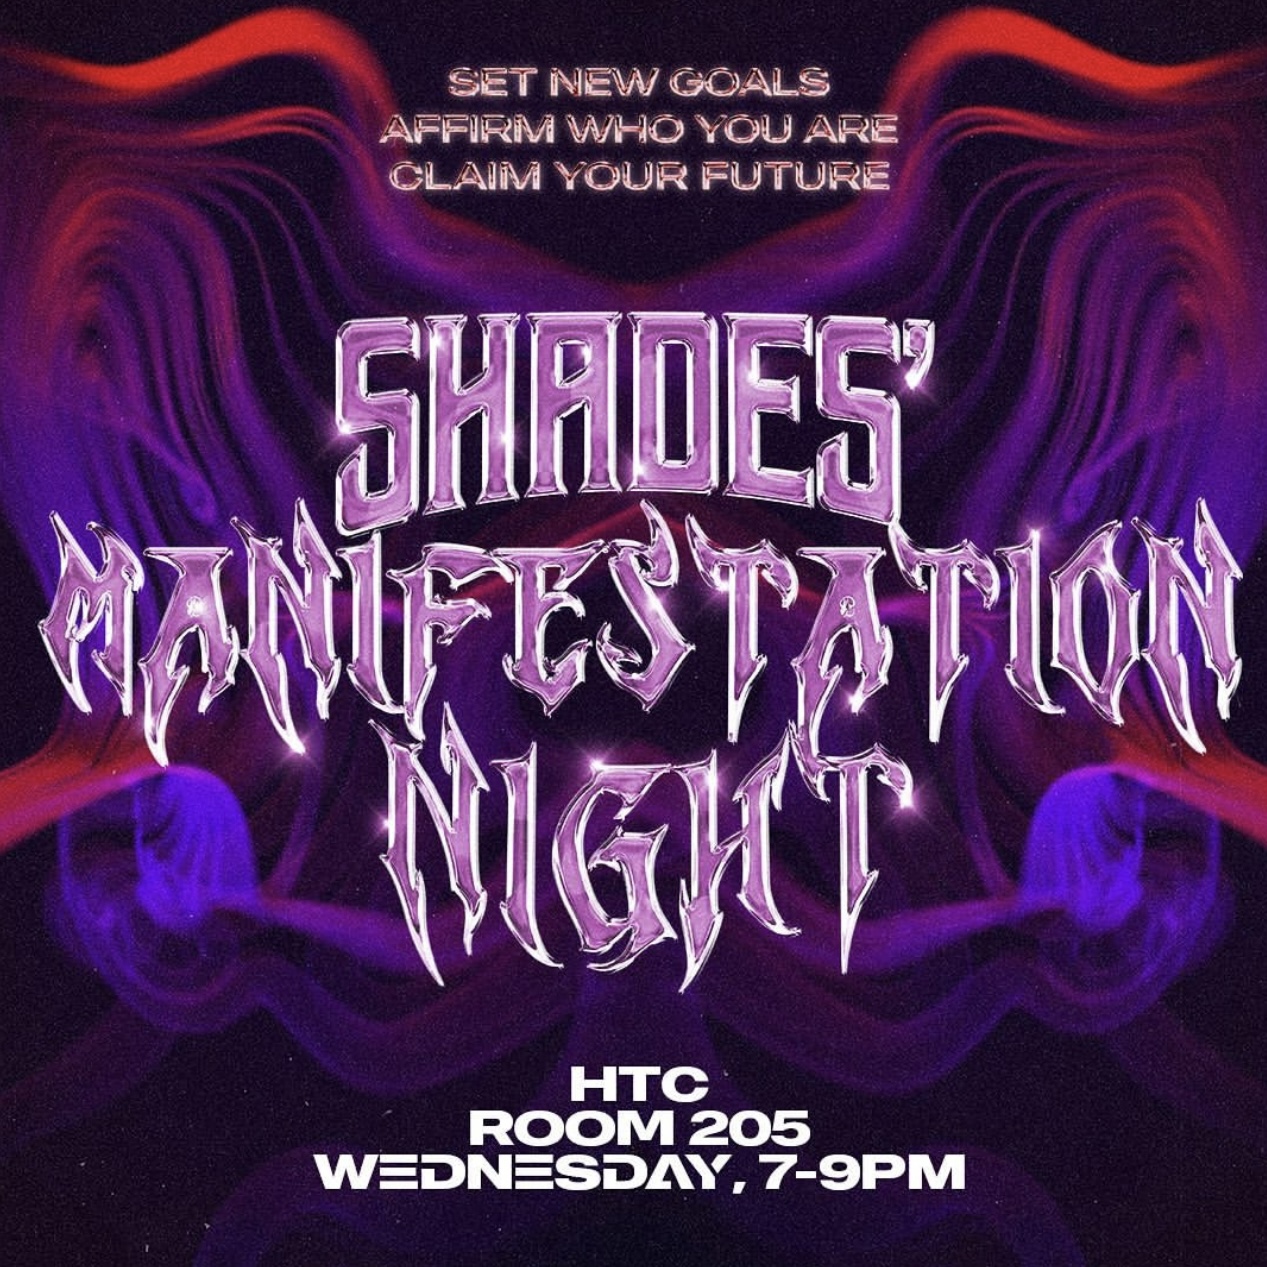 SET NEW GOALS
AFFIRM WHO YOU ARE
CLAIM YOUR FUTURE
SHADES'
MANIFESTATION
NIGHT
HTC
ROOM 205
WEDNESDAY, 7-9PM